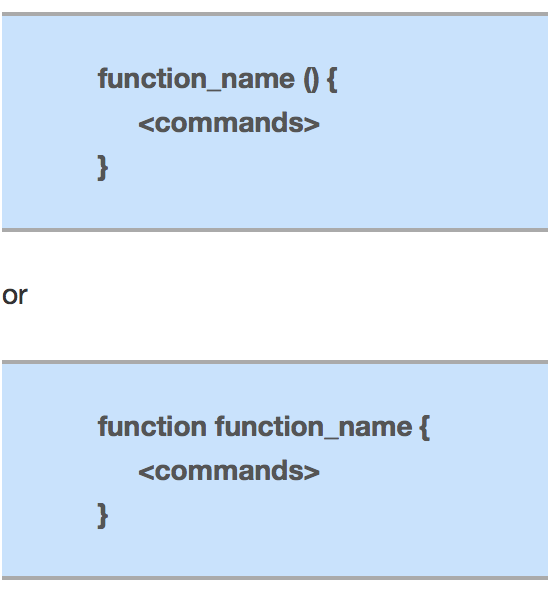 function_name () {
<commands>
}
or
function function_name {
<commands>
}